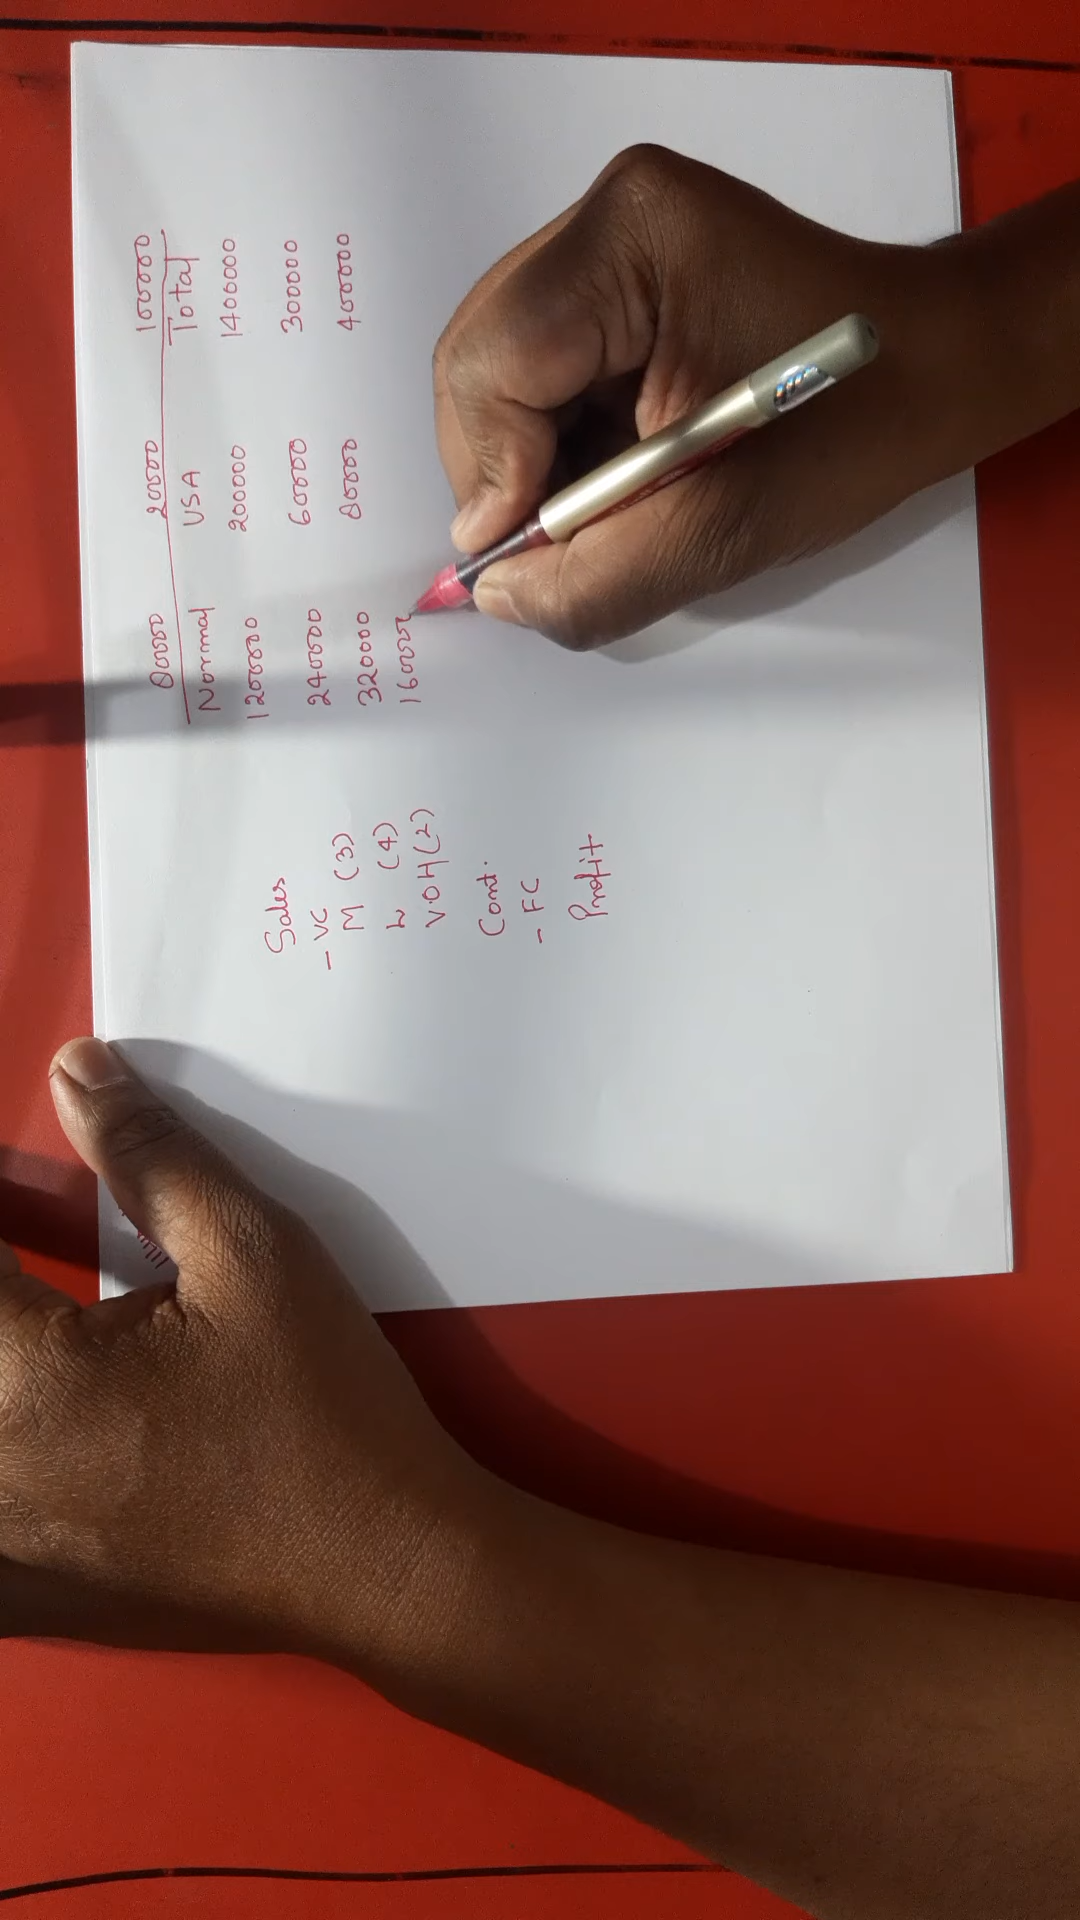 80000 20000 100000
Normal USA Total
Sales 1200000 200000 1400000
- VC
M (3) 240000 60000 300000
L (4) 320000 80000 400000
V.OH (2) 160000
Cont.
- FC
Profit